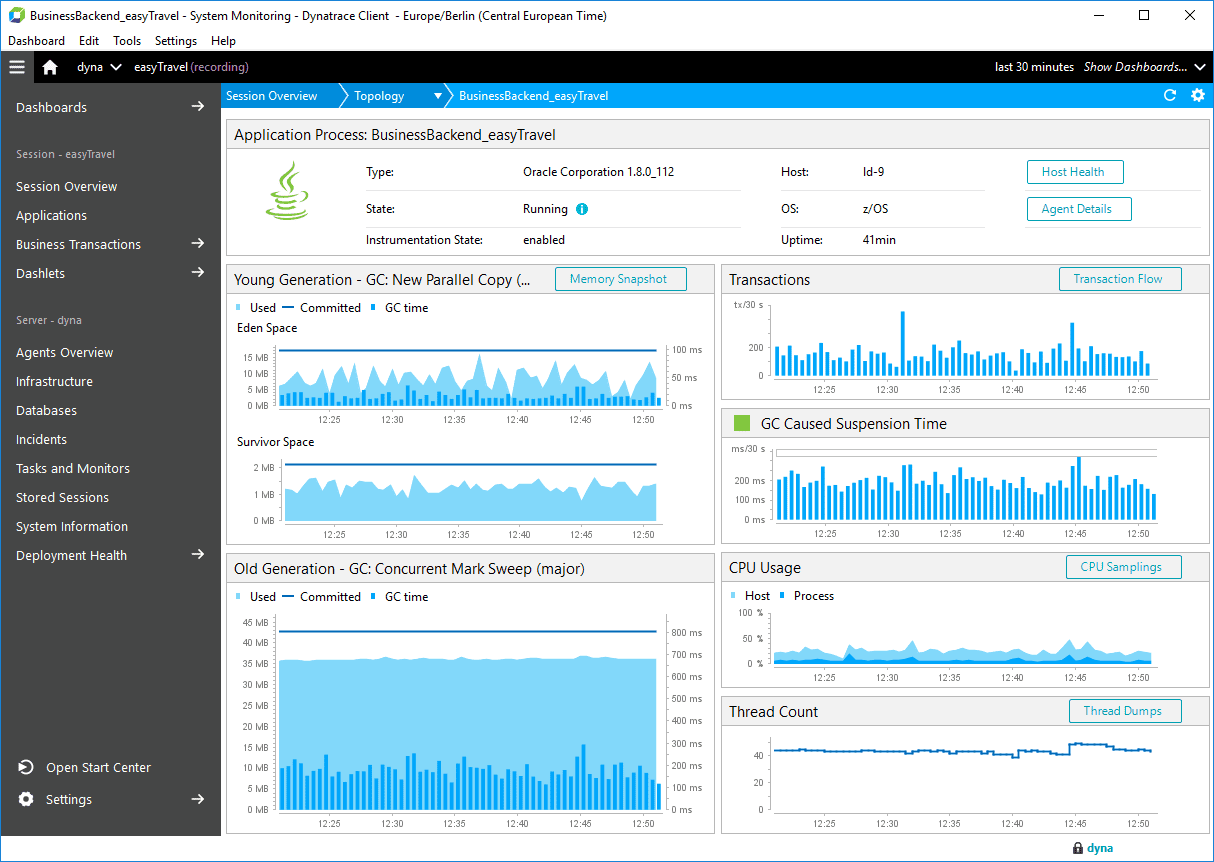 BusinessBackend_easyTravel - System Monitoring - Dynatrace Client - Europe/Berlin (Central European Time)
Dashboard Edit Tools Settings Help
dyna easyTravel (recording) last 30 minutes Show Dashboards...
Dashboards
Session - easyTravel
Session Overview
Applications
Business Transactions
Dashlets
Server - dyna
Agents Overview
Infrastructure
Databases
Incidents
Tasks and Monitors
Stored Sessions
System Information
Deployment Health
Open Start Center
Settings
Session Overview Topology BusinessBackend_easyTravel
Application Process: BusinessBackend_easyTravel
Type: Oracle Corporation 1.8.0_112 Host: ld-9 Host Health
State: Running OS: z/OS Agent Details
Instrumentation State: enabled Uptime: 41min
Young Generation - GC: New Parallel Copy (... Memory Snapshot
Used Committed GC time
Eden Space
15 MB 100 ms
10 MB 50 ms
5 MB
0 MB 0 ms
12:25 12:30 12:35 12:40 12:45 12:50
Survivor Space
2 MB
1 MB
0 MB
12:25 12:30 12:35 12:40 12:45 12:50
Old Generation - GC: Concurrent Mark Sweep (major)
Used Committed GC time
45 MB
40 MB 800 ms
35 MB 700 ms
30 MB 600 ms
25 MB 500 ms
20 MB 400 ms
15 MB 300 ms
10 MB 200 ms
5 MB 100 ms
0 MB 0 ms
12:25 12:30 12:35 12:40 12:45 12:50
Transactions Transaction Flow
tx/30 s
200
0
12:25 12:30 12:35 12:40 12:45 12:50
GC Caused Suspension Time
ms/30 s
200 ms
100 ms
0 ms
12:25 12:30 12:35 12:40 12:45 12:50
CPU Usage CPU Samplings
Host Process
100 %
50 %
0 %
12:25 12:30 12:35 12:40 12:45 12:50
Thread Count Thread Dumps
40
20
0
12:25 12:30 12:35 12:40 12:45 12:50
dyna